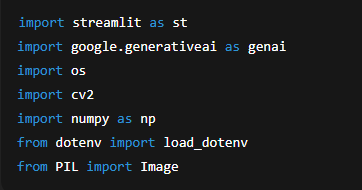 import streamlit as st
import google.generativeai as genai
import os
import cv2
import numpy as np
from dotenv import load_dotenv
from PIL import Image